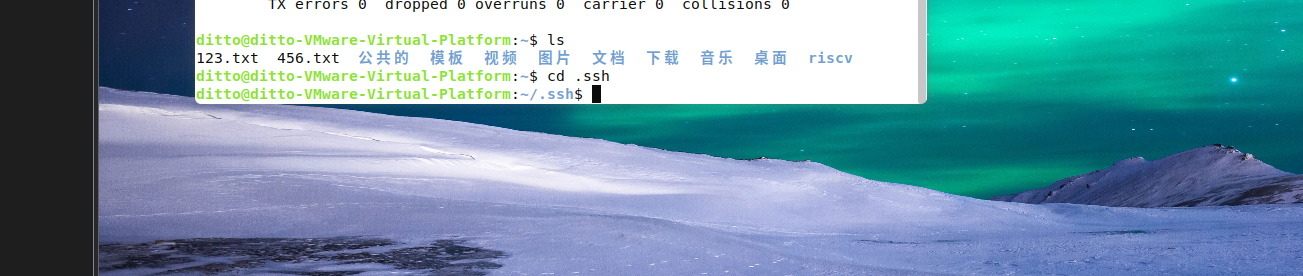 TX errors 0  dropped 0 overruns 0  carrier 0  collisions 0
ditto@ditto-VMware-Virtual-Platform:~$ ls
123.txt  456.txt  公共的  模板  视频  图片  文档  下载  音乐  桌面  riscv
ditto@ditto-VMware-Virtual-Platform:~$ cd .ssh
ditto@ditto-VMware-Virtual-Platform:~/.ssh$